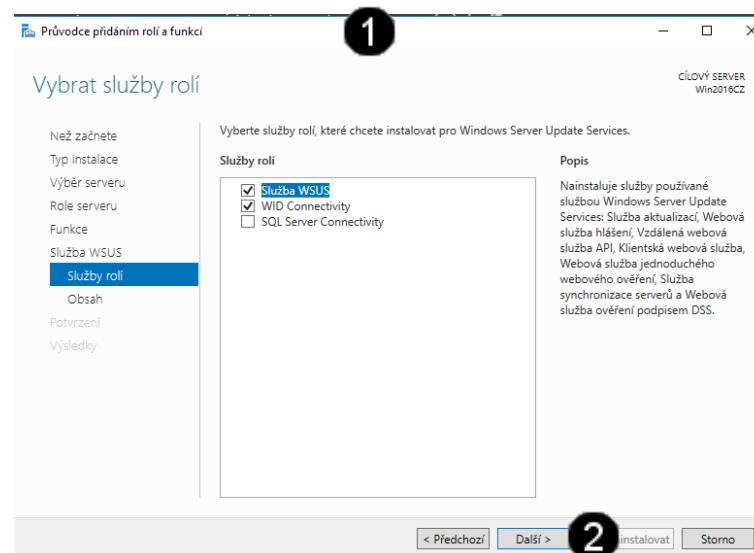 Průvodce přidáním rolí a funkcí
1
Vybrat služby rolí
CÍLOVÝ SERVER
Win2016CZ
Než začnete
Typ instalace
Výběr serveru
Role serveru
Funkce
Služba WSUS
Služby rolí
Obsah
Potvrzení
Výsledky
Vyberte služby rolí, které chcete instalovat pro Windows Server Update Services.
Služby rolí
Služba WSUS
WID Connectivity
SQL Server Connectivity
Popis
Nainstaluje služby používané
službou Windows Server Update
Services: Služba aktualizací, Webová
služba hlášení, Vzdálená webová
služba API, Klientská webová služba,
Webová služba jednoduchého
webového ověření, Služba
synchronizace serverů a Webová
služba ověření podpisem DSS.
< Předchozí
Další >
2
instalovat
Storno